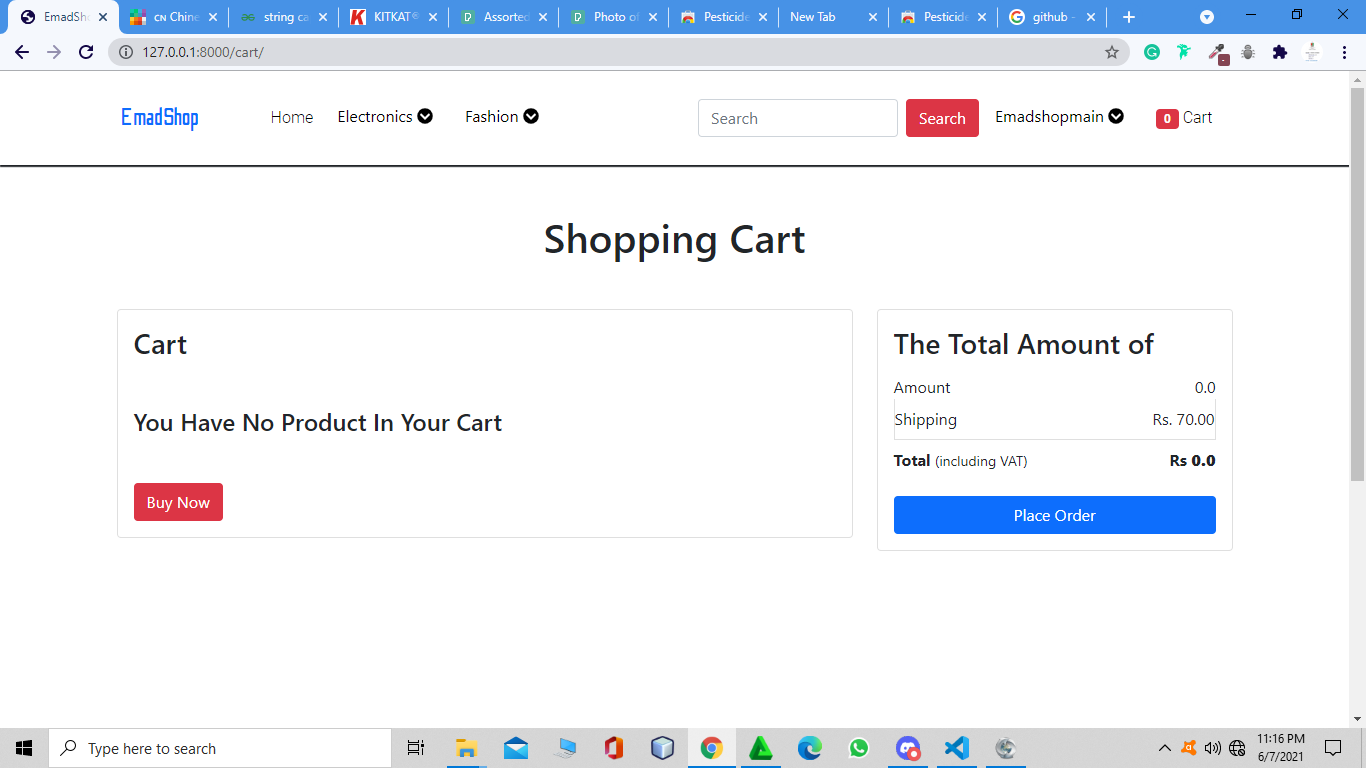 EmadSho
CN Chine
string ca
KITKAT®
Assorted
Photo of
Pesticide
New Tab
Pesticide
github -
127.0.0.1:8000/cart/
EmadShop
Home
Electronics
Fashion
Search
Search
Emadshopmain
0 Cart
Shopping Cart
Cart
You Have No Product In Your Cart
Buy Now
The Total Amount of
Amount 0.0
Shipping Rs. 70.00
Total (including VAT) Rs 0.0
Place Order
Type here to search
11:16 PM
6/7/2021